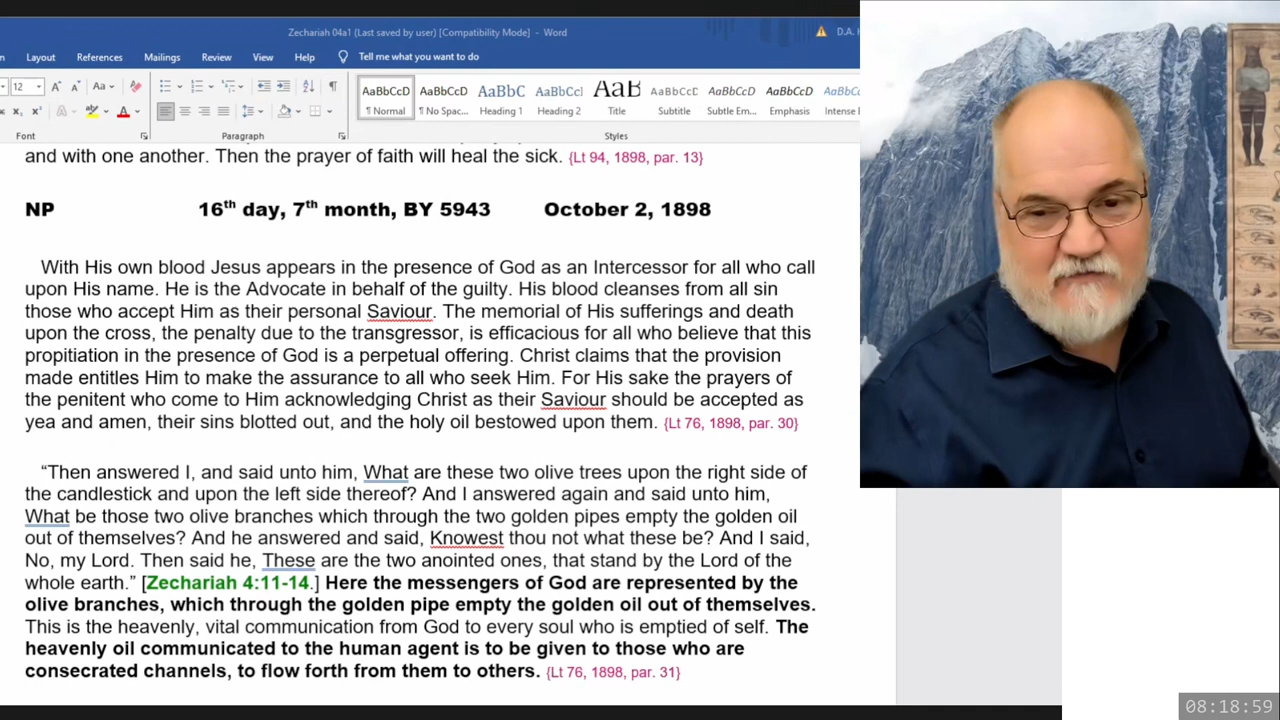 Zechariah 04a1 (Last saved by user) [Compatibility Mode] - Word
D.A.
Layout References Mailings Review View Help Tell me what you want to do
12 Aa
AaBbCcD AaBbCcD AaBbC AaBbCcI AaB AaBbCcC AaBbCcD AaBbCcD AaBbCc
¶ Normal ¶ No Spac... Heading 1 Heading 2 Title Subtitle Subtle Em... Emphasis Intense
Font Paragraph Styles
and with one another. Then the prayer of faith will heal the sick. {Lt 94, 1898, par. 13}
NP 16th day, 7th month, BY 5943 October 2, 1898
With His own blood Jesus appears in the presence of God as an Intercessor for all who call
upon His name. He is the Advocate in behalf of the guilty. His blood cleanses from all sin
those who accept Him as their personal Saviour. The memorial of His sufferings and death
upon the cross, the penalty due to the transgressor, is efficacious for all who believe that this
propitiation in the presence of God is a perpetual offering. Christ claims that the provision
made entitles Him to make the assurance to all who seek Him. For His sake the prayers of
the penitent who come to Him acknowledging Christ as their Saviour should be accepted as
yea and amen, their sins blotted out, and the holy oil bestowed upon them. {Lt 76, 1898, par. 30}
“Then answered I, and said unto him, What are these two olive trees upon the right side of
the candlestick and upon the left side thereof? And I answered again and said unto him,
What be those two olive branches which through the two golden pipes empty the golden oil
out of themselves? And he answered and said, Knowest thou not what these be? And I said,
No, my Lord. Then said he, These are the two anointed ones, that stand by the Lord of the
whole earth.” [Zechariah 4:11-14.] Here the messengers of God are represented by the
olive branches, which through the golden pipe empty the golden oil out of themselves.
This is the heavenly, vital communication from God to every soul who is emptied of self. The
heavenly oil communicated to the human agent is to be given to those who are
consecrated channels, to flow forth from them to others. {Lt 76, 1898, par. 31}
08:18:59